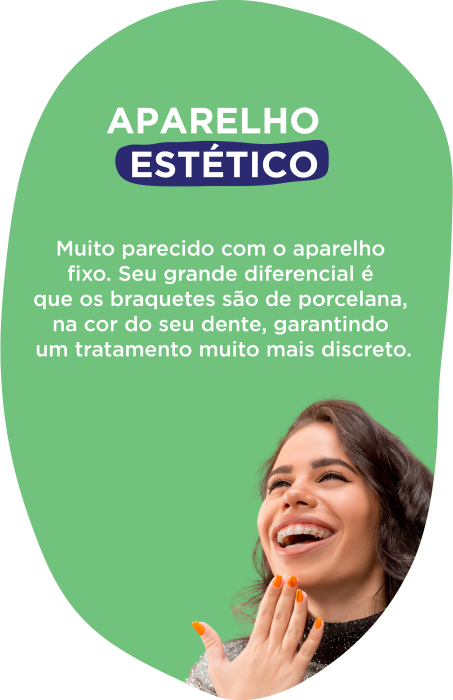 APARELHO
ESTÉTICO
Muito parecido com o aparelho
fixo. Seu grande diferencial é
que os braquetes são de porcelana,
na cor do seu dente, garantindo
um tratamento muito mais discreto.